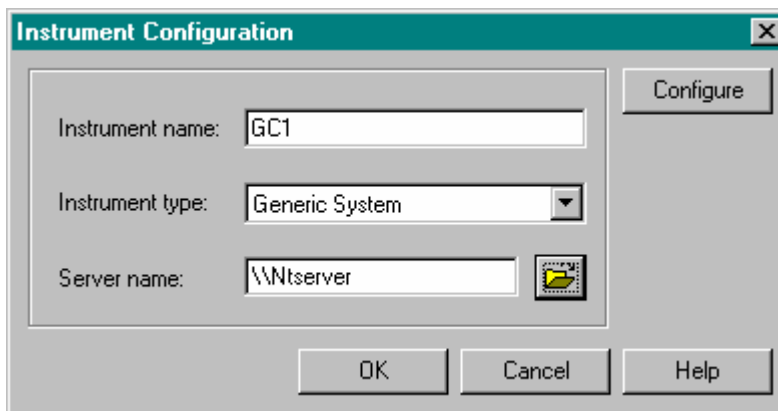 Instrument Configuration
Configure
Instrument name: GC1
Instrument type: Generic System
Server name: \\Ntserver
OK Cancel Help